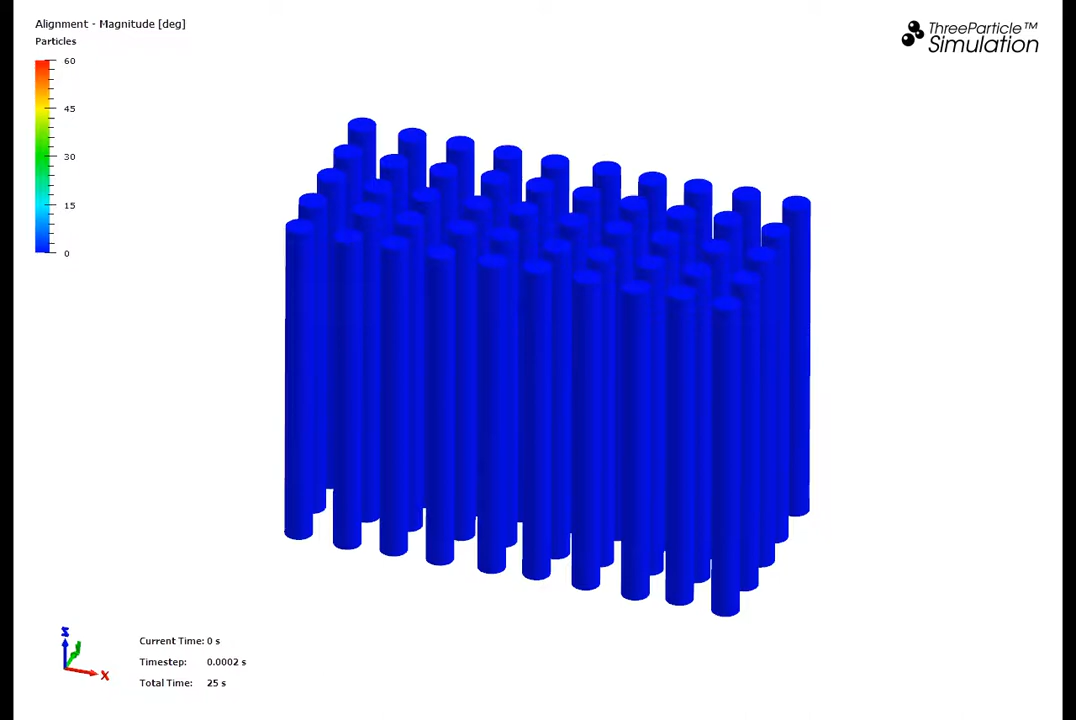 Alignment - Magnitude [deg]
Particles
60
45
30
15
0
ThreeParticle™
Simulation
Z
Y
X
Current Time: 0 s
Timestep: 0.0002 s
Total Time: 25 s